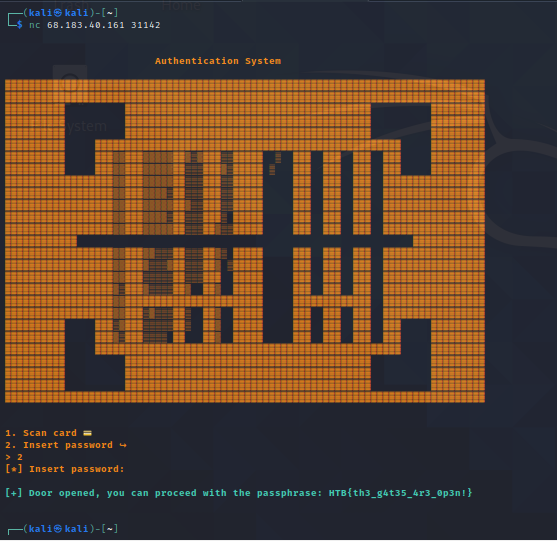 ┌──(kali㉿kali)-[~]
└─$ nc 68.183.40.161 31142
Authentication System
1. Scan card 💳
2. Insert password ↪
> 2
[*] Insert password:
[+] Door opened, you can proceed with the passphrase: HTB{th3_g4t35_4r3_0p3n!}
┌──(kali㉿kali)-[~]